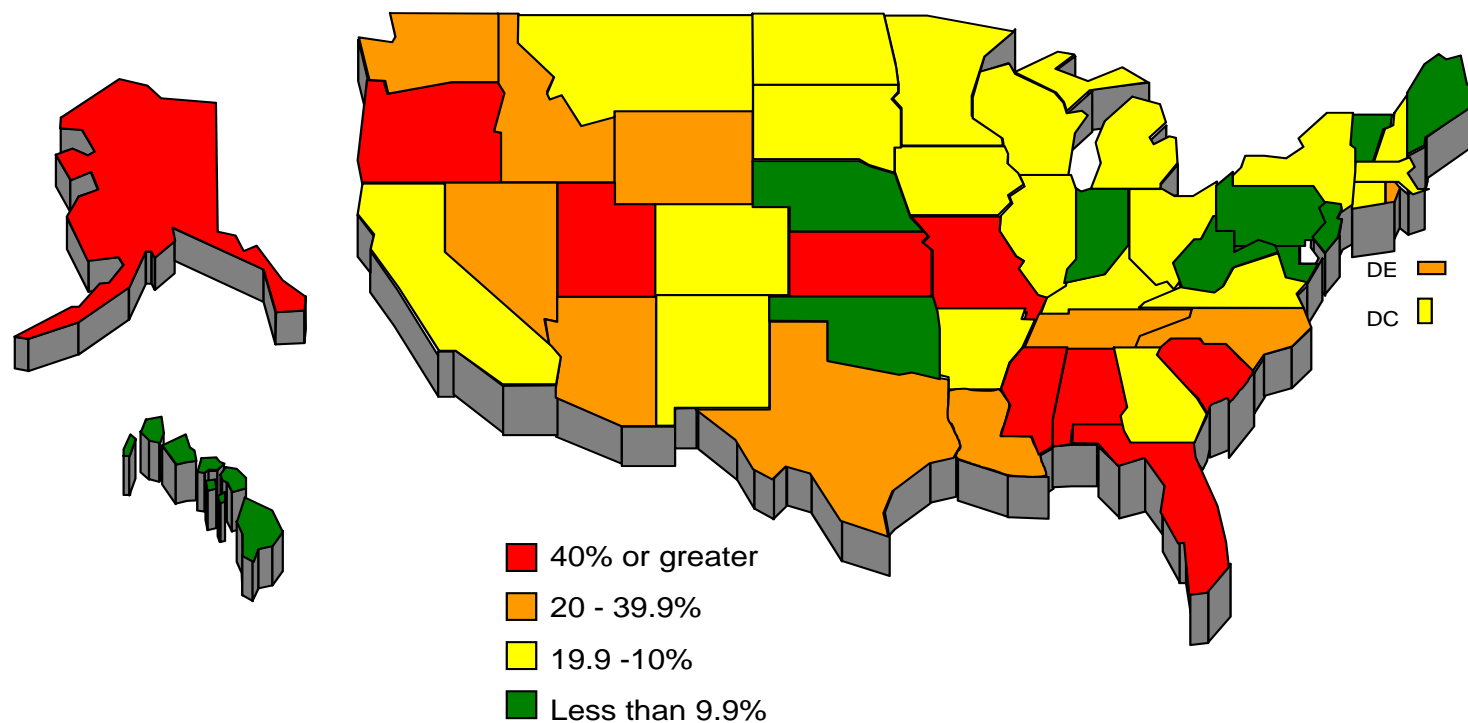 DE
DC
40% or greater
20 - 39.9%
19.9 -10%
Less than 9.9%